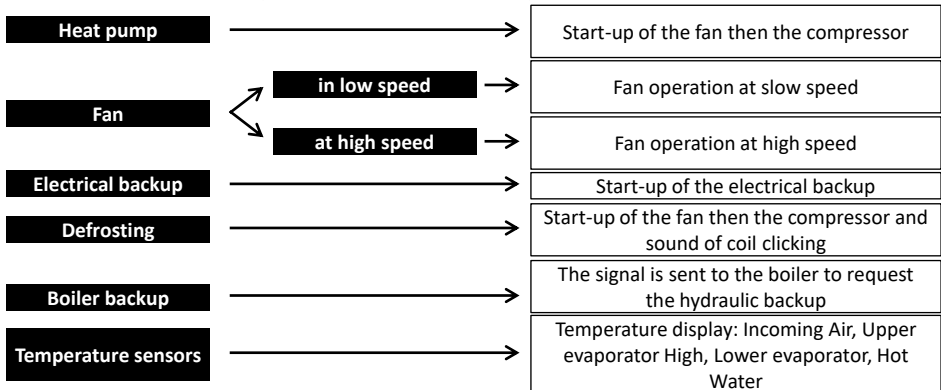 Heat pump
Start-up of the fan then the compressor
Fan
in low speed
Fan operation at slow speed
at high speed
Fan operation at high speed
Electrical backup
Start-up of the electrical backup
Defrosting
Start-up of the fan then the compressor and
sound of coil clicking
Boiler backup
The signal is sent to the boiler to request
the hydraulic backup
Temperature sensors
Temperature display: Incoming Air, Upper
evaporator High, Lower evaporator, Hot
Water